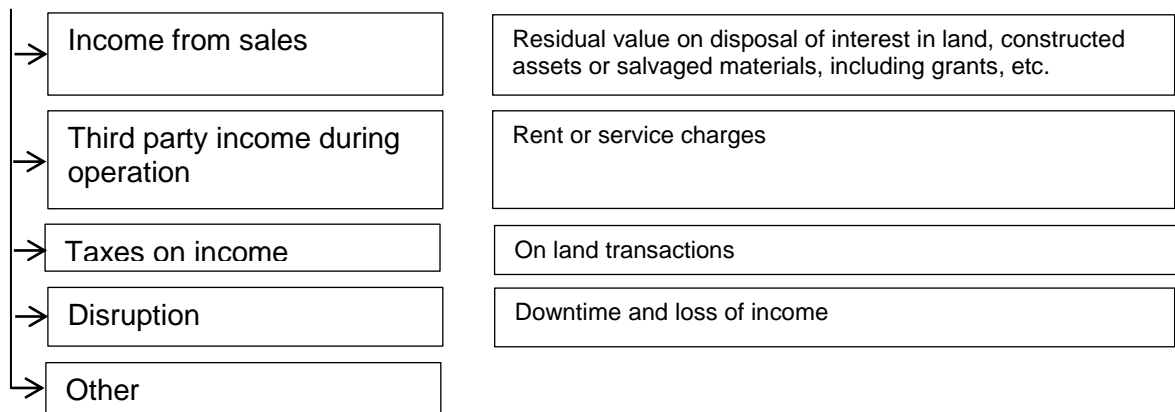 Income from sales
Residual value on disposal of interest in land, constructed
assets or salvaged materials, including grants, etc.
Third party income during
operation
Rent or service charges
Taxes on income
On land transactions
Disruption
Downtime and loss of income
Other